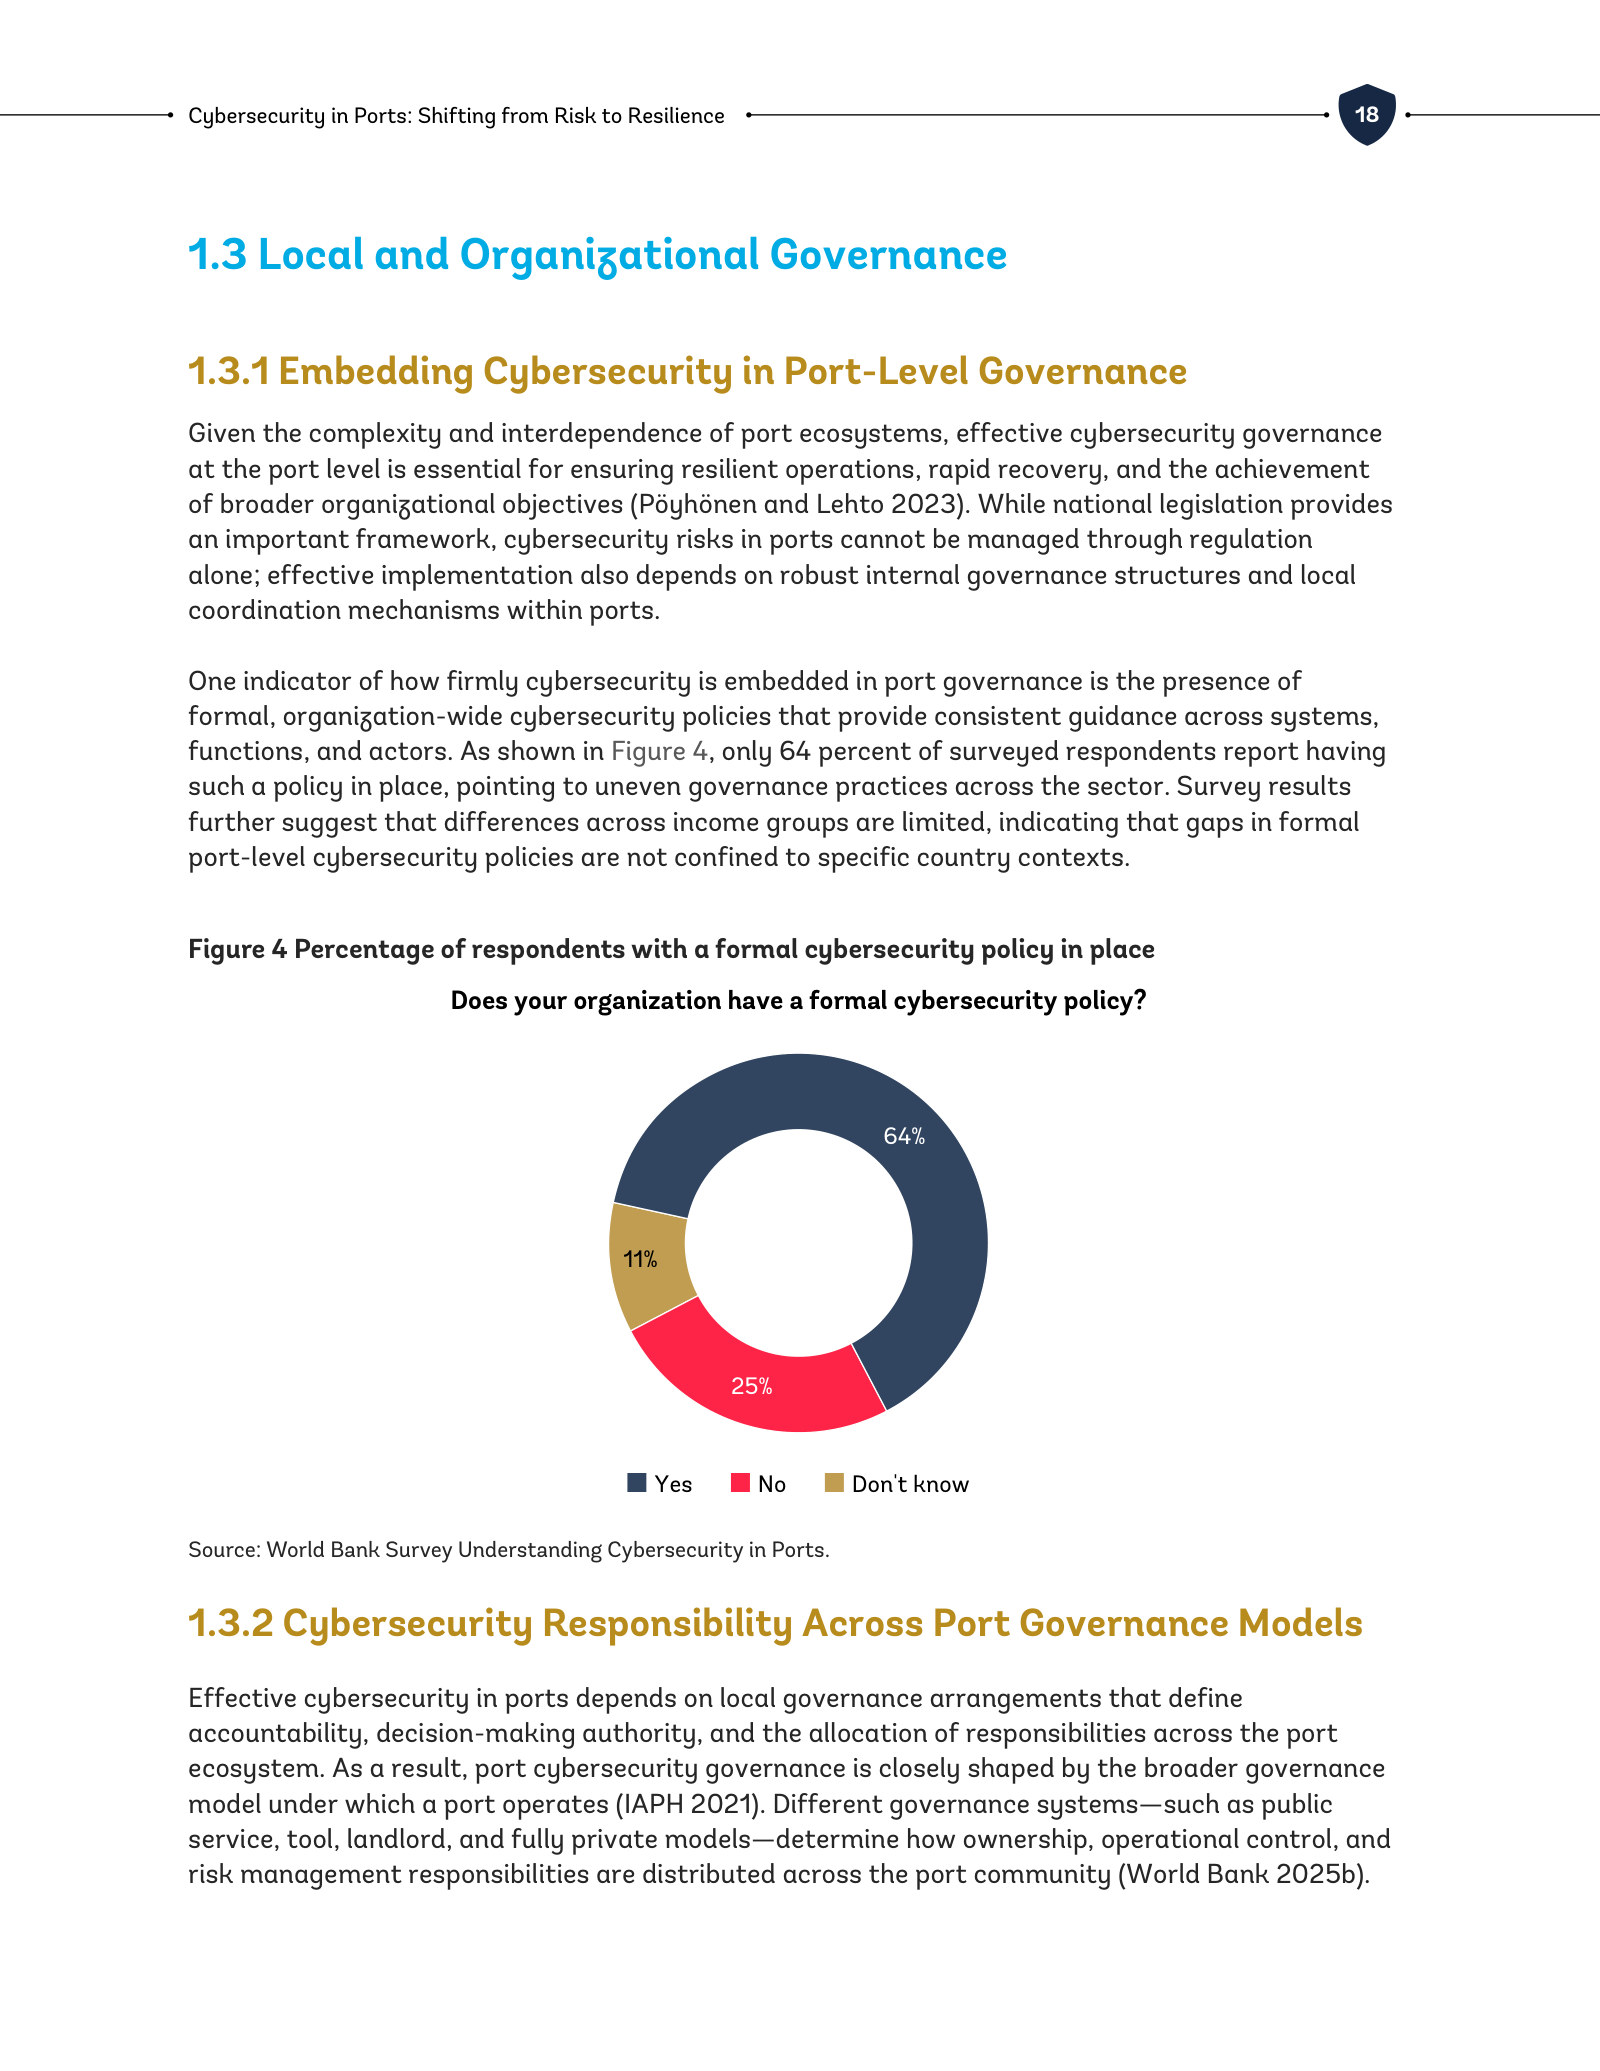 Cybersecurity in Ports: Shifting from Risk to Resilience
18
1.3 Local and Organizational Governance
1.3.1 Embedding Cybersecurity in Port-Level Governance
Given the complexity and interdependence of port ecosystems, effective cybersecurity governance
at the port level is essential for ensuring resilient operations, rapid recovery, and the achievement
of broader organizational objectives (Pöyhönen and Lehto 2023). While national legislation provides
an important framework, cybersecurity risks in ports cannot be managed through regulation
alone; effective implementation also depends on robust internal governance structures and local
coordination mechanisms within ports.
One indicator of how firmly cybersecurity is embedded in port governance is the presence of
formal, organization-wide cybersecurity policies that provide consistent guidance across systems,
functions, and actors. As shown in Figure 4, only 64 percent of surveyed respondents report having
such a policy in place, pointing to uneven governance practices across the sector. Survey results
further suggest that differences across income groups are limited, indicating that gaps in formal
port-level cybersecurity policies are not confined to specific country contexts.
Figure 4 Percentage of respondents with a formal cybersecurity policy in place
Does your organization have a formal cybersecurity policy?
64%
11%
25%
Yes No Don't know
Source: World Bank Survey Understanding Cybersecurity in Ports.
1.3.2 Cybersecurity Responsibility Across Port Governance Models
Effective cybersecurity in ports depends on local governance arrangements that define
accountability, decision-making authority, and the allocation of responsibilities across the port
ecosystem. As a result, port cybersecurity governance is closely shaped by the broader governance
model under which a port operates (IAPH 2021). Different governance systems—such as public
service, tool, landlord, and fully private models—determine how ownership, operational control, and
risk management responsibilities are distributed across the port community (World Bank 2025b).